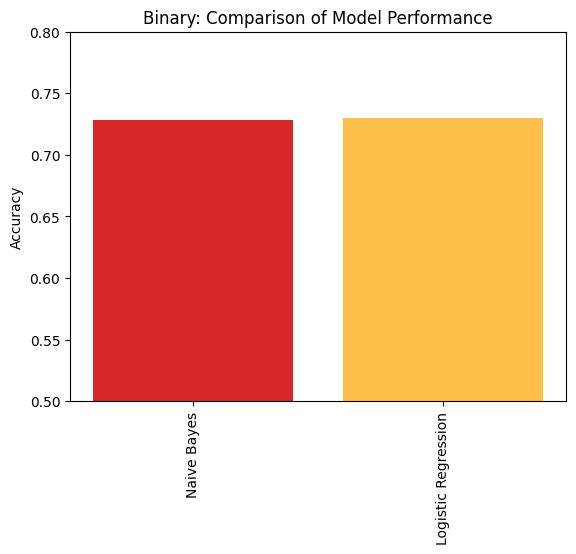 Binary: Comparison of Model Performance
0.80
0.75
0.70
0.65
0.60
0.55
0.50
Accuracy
Naive Bayes
Logistic Regression